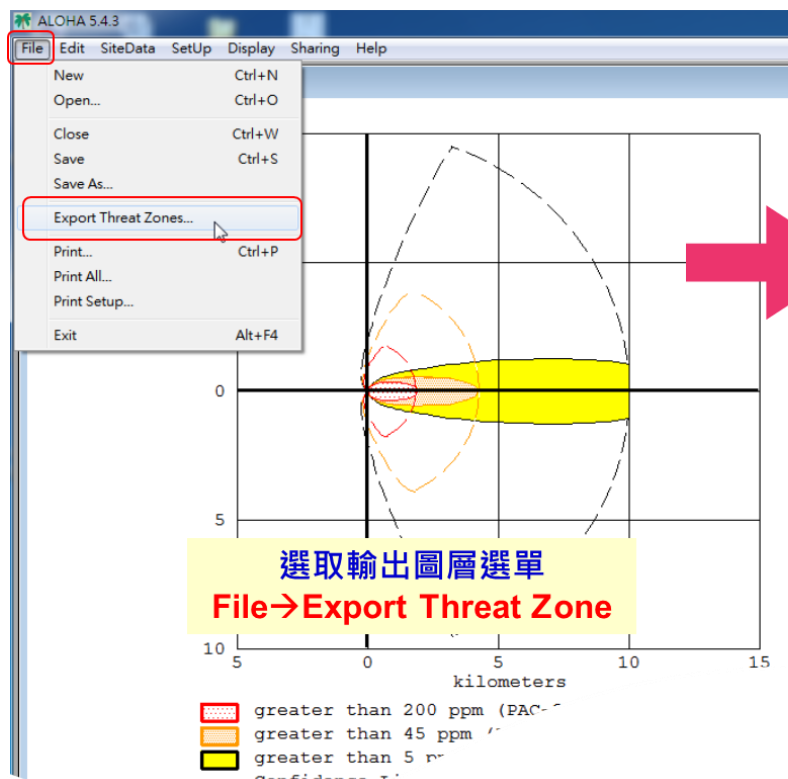 ALOHA 5.4.3
File Edit SiteData SetUp Display Sharing Help
New Ctrl+N
Open... Ctrl+O
Close Ctrl+W
Save Ctrl+S
Save As...
Export Threat Zones...
Print... Ctrl+P
Print All...
Print Setup...
Exit Alt+F4
0
5
選取輸出圖層選單
File→Export Threat Zone
10
5 0 5 10 15
kilometers
greater than 200 ppm
greater than 45 ppm
greater than 5